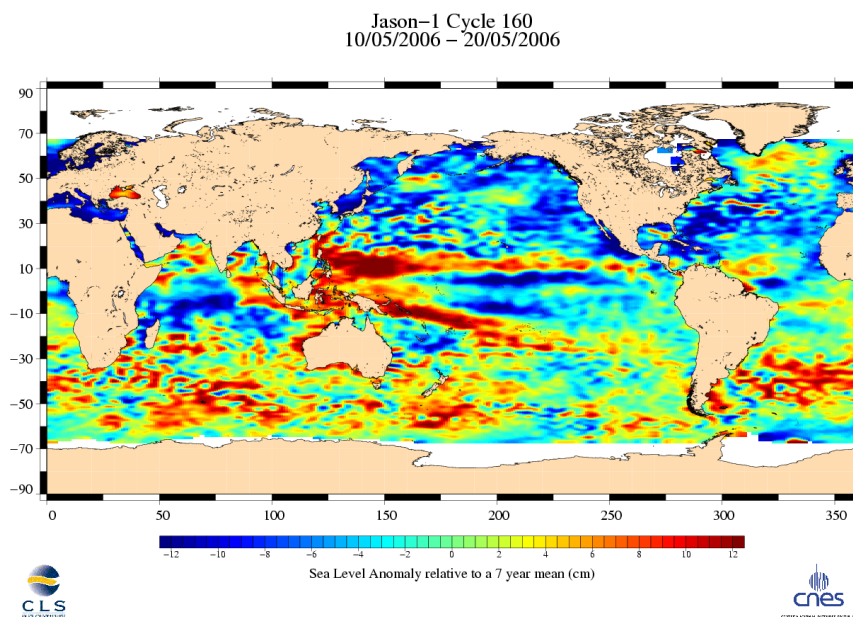 Jason−1 Cycle 160
10/05/2006 − 20/05/2006
90
70
50
30
10
−10
−30
−50
−70
−90
0 50 100 150 200 250 300 350
−12 −10 −8 −6 −4 −2 0 2 4 6 8 10 12
Sea Level Anomaly relative to a 7 year mean (cm)
CLS
cnes